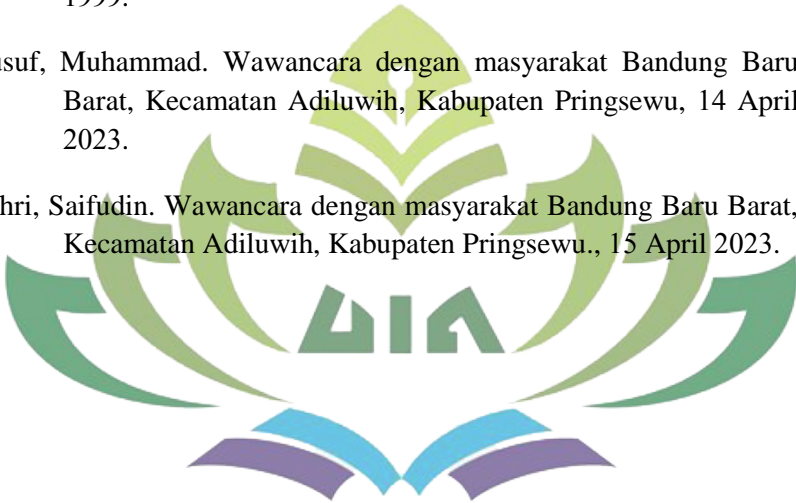 1999.
usuf, Muhammad. Wawancara dengan masyarakat Bandung Baru
Barat, Kecamatan Adiluwih, Kabupaten Pringsewu, 14 April
2023.
hri, Saifudin. Wawancara dengan masyarakat Bandung Baru Barat,
Kecamatan Adiluwih, Kabupaten Pringsewu., 15 April 2023.
UIN